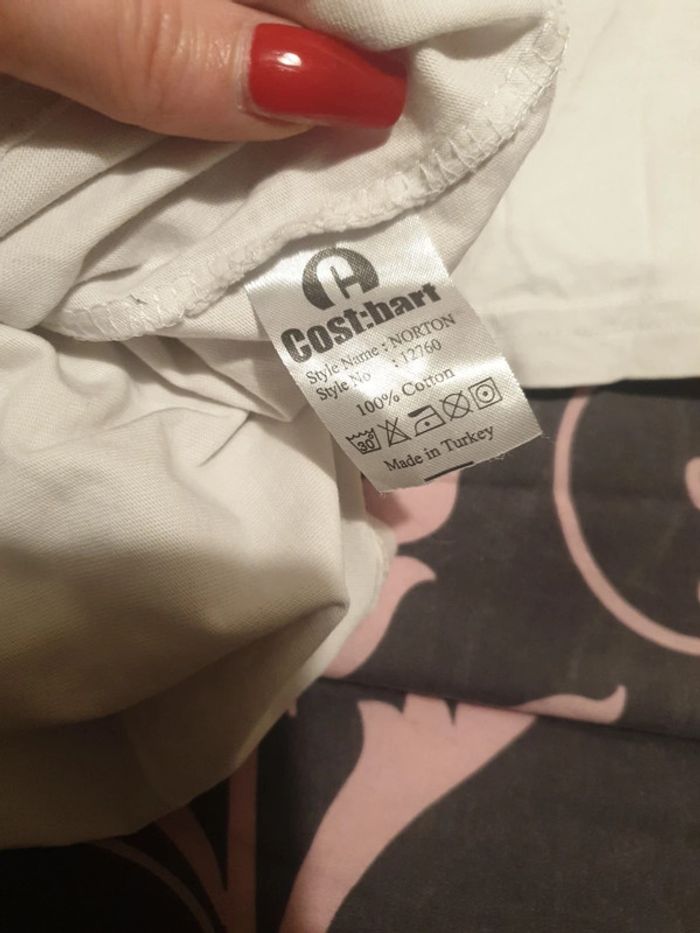 Cost:bart
Style Name : NORTON
Style No : 12760
100% Cotton
30°
Made in Turkey